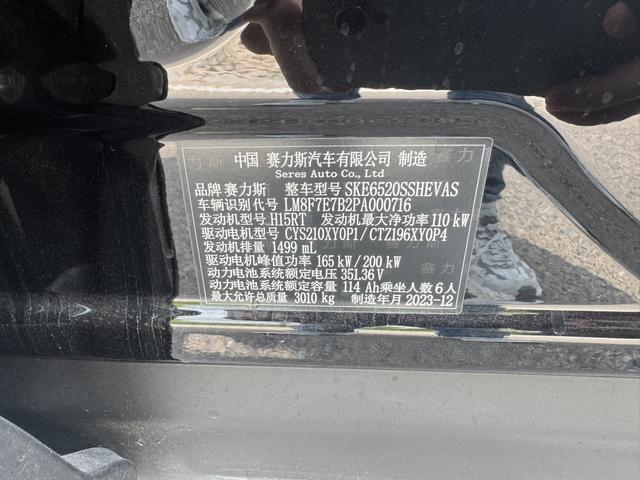 中国 赛力斯汽车有限公司 制造
Seres Auto Co., Ltd
品牌 赛力斯 整车型号 SKE6520SSHEVAS
车辆识别代号 LM8F7E7B2PA000716
发动机型号 H15RT 发动机最大净功率 110 kW
驱动电机型号 CYS210XY0P1/CTZ196XY0P4
发动机排量 1499 mL
驱动电机峰值功率 165 kW/200 kW
动力电池系统额定电压 351.36 V
动力电池系统额定容量 114 Ah 乘坐人数 6人
最大允许总质量 3010 kg 制造年月 2023-12